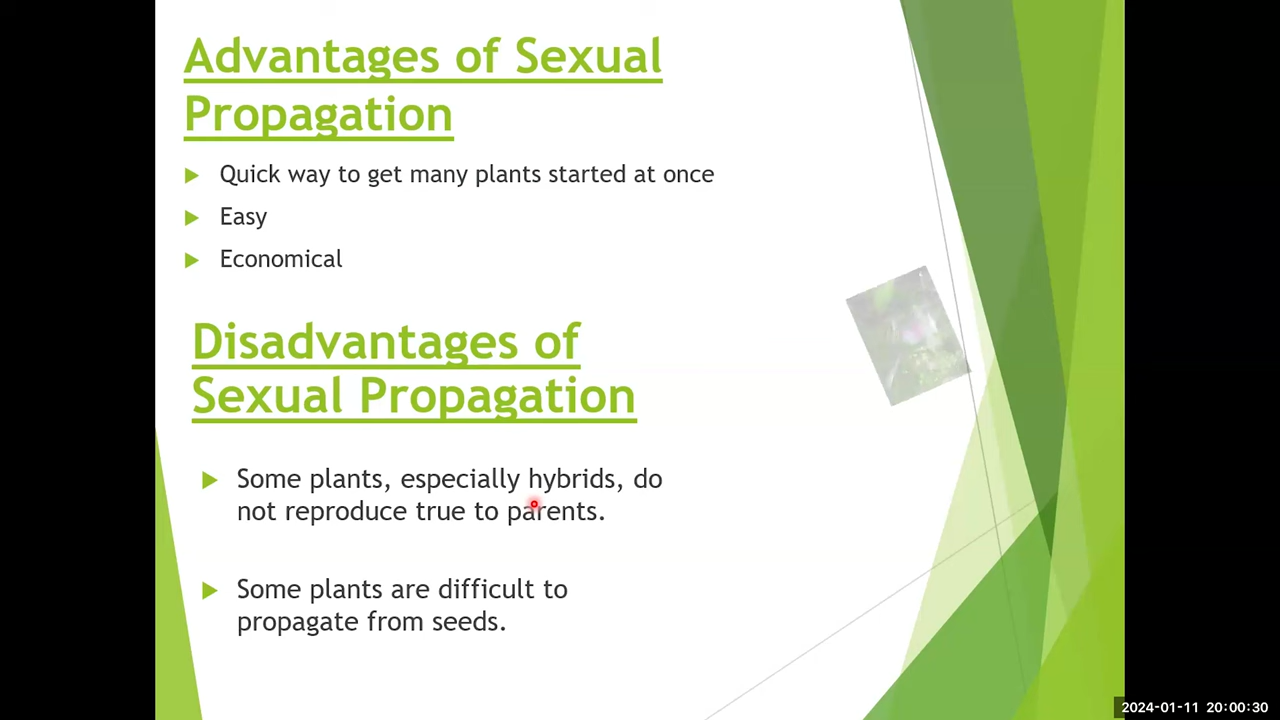 Advantages of Sexual
Propagation
Quick way to get many plants started at once
Easy
Economical
Disadvantages of
Sexual Propagation
Some plants, especially hybrids, do
not reproduce true to parents.
Some plants are difficult to
propagate from seeds.
2024-01-11 20:00:30